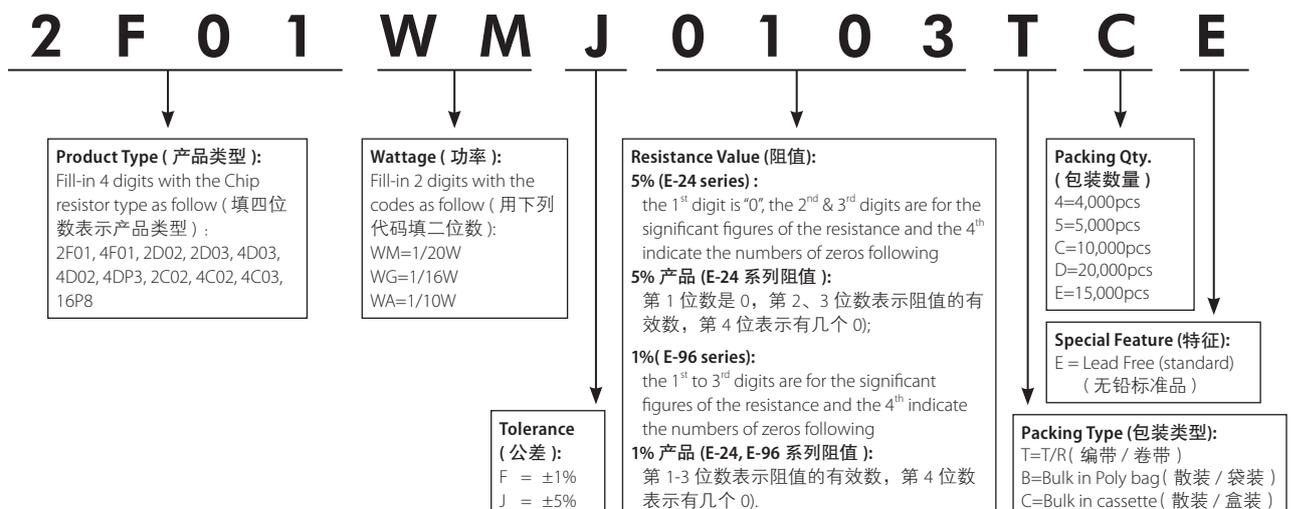 2F01 WM J 0103 T C E
Product Type ( 产品类型 ):
Fill-in 4 digits with the Chip
resistor type as follow ( 填四位
数表示产品类型 ) :
2F01, 4F01, 2D02, 2D03, 4D03,
4D02, 4DP3, 2C02, 4C02, 4C03,
16P8
Wattage ( 功率 ):
Fill-in 2 digits with the
codes as follow ( 用下列
代码填二位数 ):
WM=1/20W
WG=1/16W
WA=1/10W
Tolerance
( 公差 ):
F = ±1%
J = ±5%
Resistance Value (阻值):
5% (E-24 series) :
the 1st digit is “0”, the 2nd & 3rd digits are for the
significant figures of the resistance and the 4th
indicate the numbers of zeros following
5% 产品 (E-24 系列阻值 ):
第 1 位数是 0，第 2、3 位数表示阻值的有
效数，第 4 位表示有几个 0);
1%( E-96 series):
the 1st to 3rd digits are for the significant
figures of the resistance and the 4th indicate
the numbers of zeros following
1% 产品 (E-24, E-96 系列阻值 ):
第 1-3 位数表示阻值的有效数，第 4 位数
表示有几个 0).
Packing Qty.
( 包装数量 )
4=4,000pcs
5=5,000pcs
C=10,000pcs
D=20,000pcs
E=15,000pcs
Special Feature (特征):
E = Lead Free (standard)
( 无铅标准品 )
Packing Type (包装类型):
T=T/R( 编带 / 卷带 )
B=Bulk in Poly bag( 散装 / 袋装 )
C=Bulk in cassette( 散装 / 盒装 )